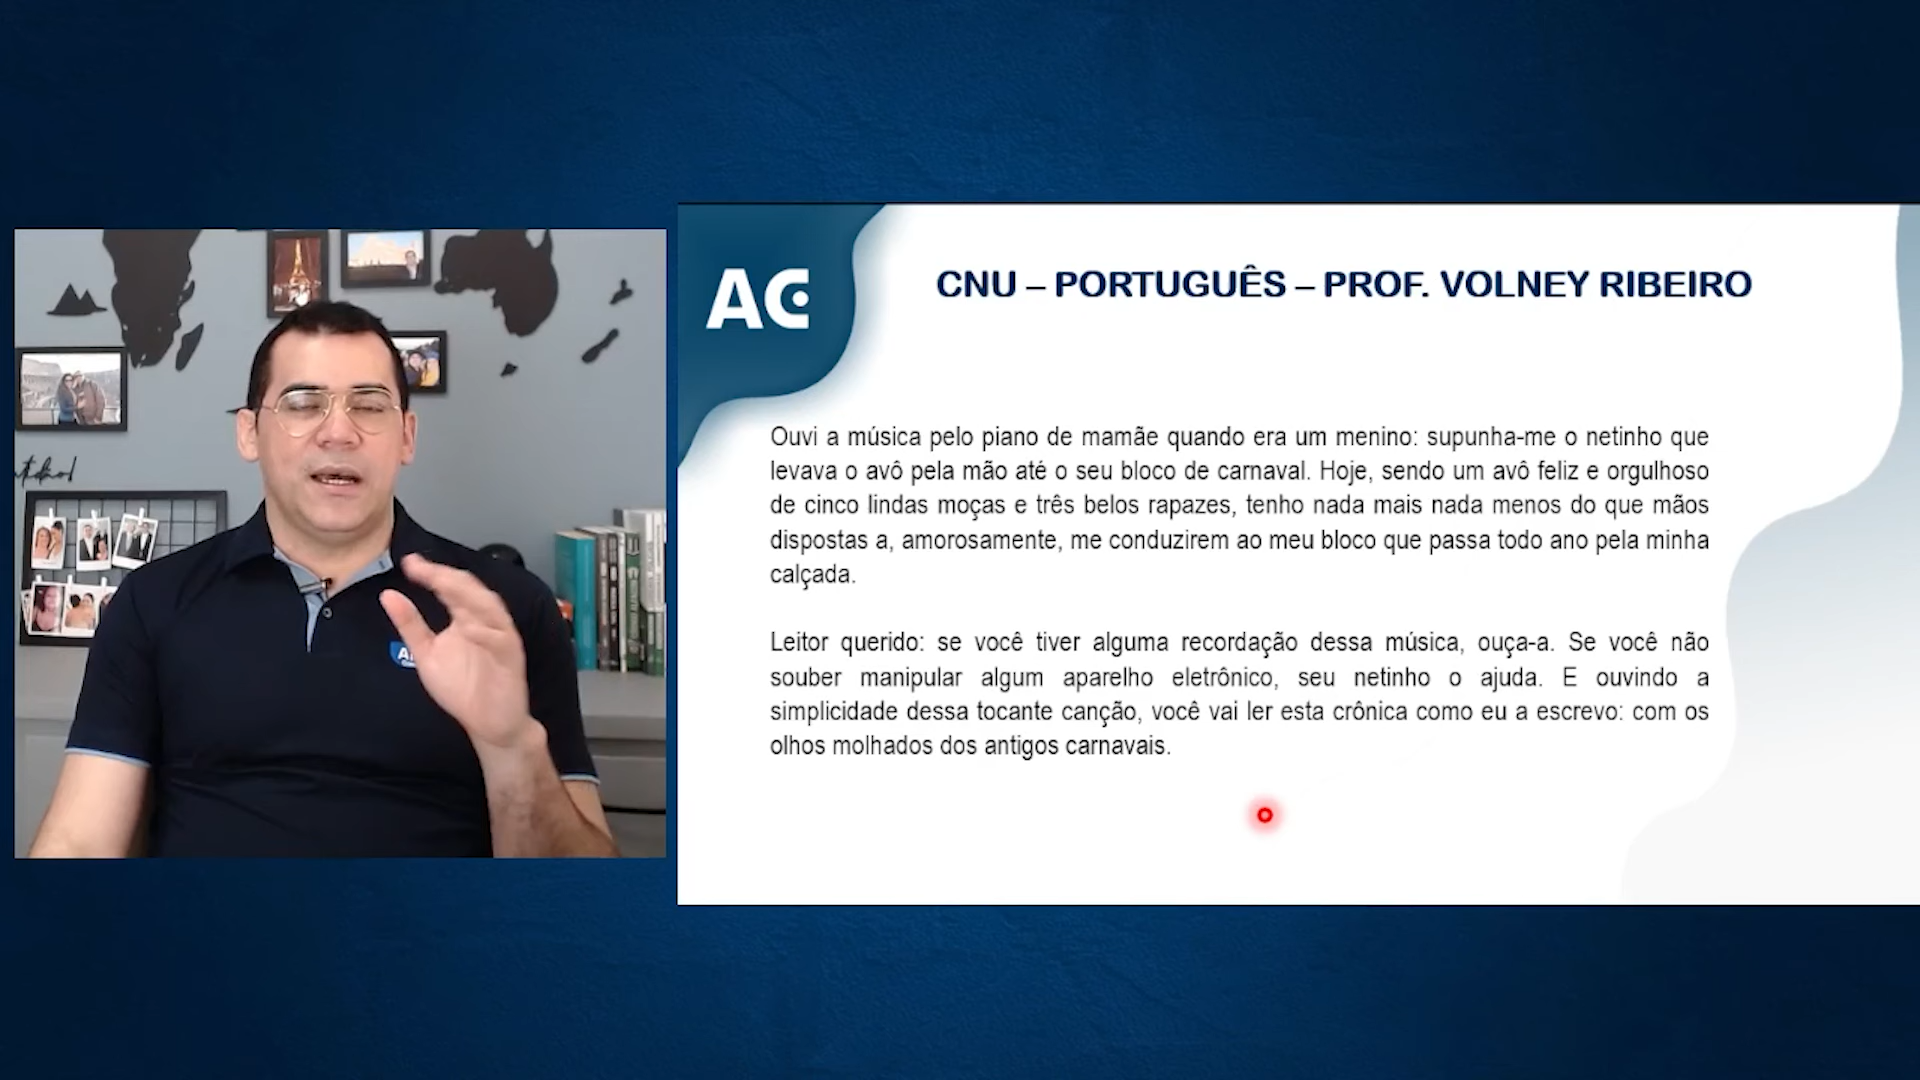 AC
CNU – PORTUGUÊS – PROF. VOLNEY RIBEIRO
Ouvi a música pelo piano de mamãe quando era um menino: supunha-me o netinho que
levava o avô pela mão até o seu bloco de carnaval. Hoje, sendo um avô feliz e orgulhoso
de cinco lindas moças e três belos rapazes, tenho nada mais nada menos do que mãos
dispostas a, amorosamente, me conduzirem ao meu bloco que passa todo ano pela minha
calçada.
Leitor querido: se você tiver alguma recordação dessa música, ouça-a. Se você não
souber manipular algum aparelho eletrônico, seu netinho o ajuda. E ouvindo a
simplicidade dessa tocante canção, você vai ler esta crônica como eu a escrevo: com os
olhos molhados dos antigos carnavais.